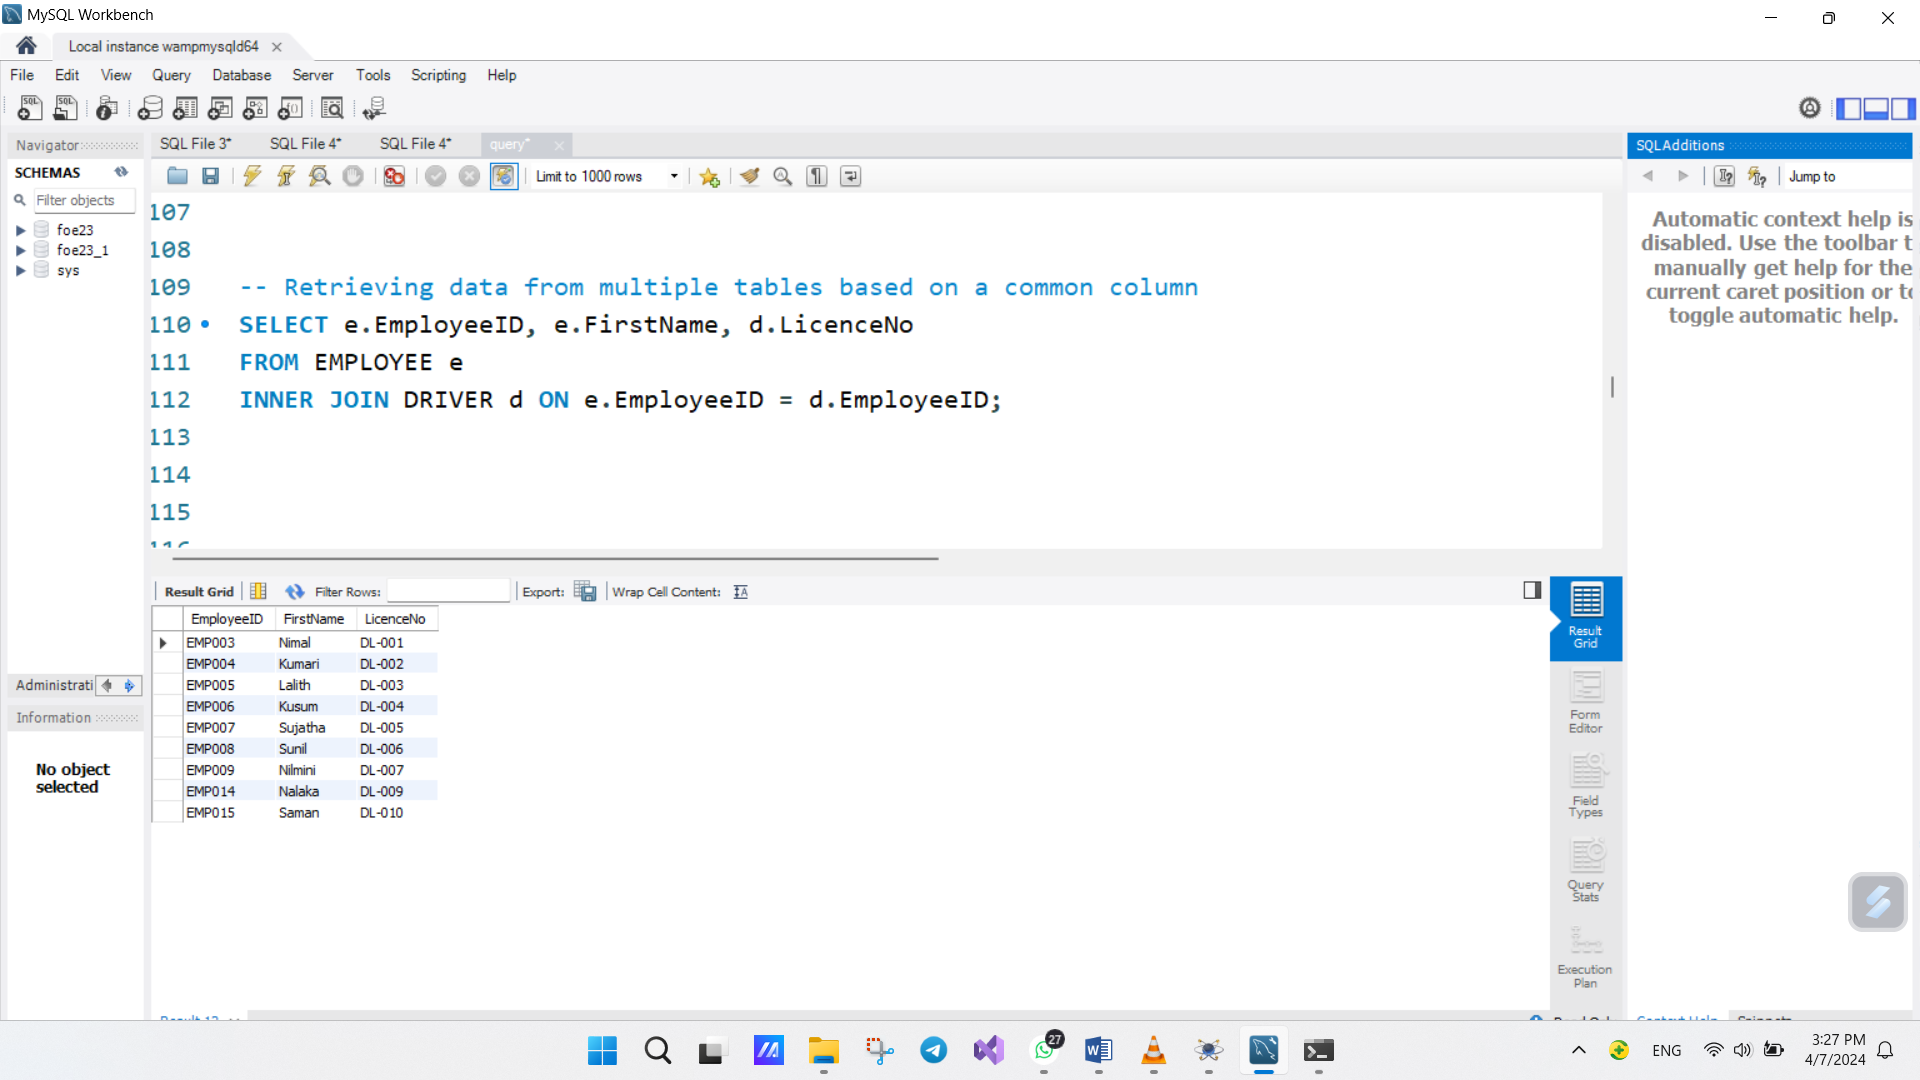 MySQL Workbench
Local instance wampmysqld64
File Edit View Query Database Server Tools Scripting Help
Navigator
SCHEMAS
Filter objects
foe23
foe23_1
sys
Administrati
Information
No object
selected
SQL File 3* SQL File 4* SQL File 4* query*
Limit to 1000 rows
107
108
109 -- Retrieving data from multiple tables based on a common column
110 SELECT e.EmployeeID, e.FirstName, d.LicenceNo
111 FROM EMPLOYEE e
112 INNER JOIN DRIVER d ON e.EmployeeID = d.EmployeeID;
113
114
115
116
Result Grid Filter Rows: Export: Wrap Cell Content:
EmployeeID FirstName LicenceNo
EMP003 Nimal DL-001
EMP004 Kumari DL-002
EMP005 Lalith DL-003
EMP006 Kusum DL-004
EMP007 Sujatha DL-005
EMP008 Sunil DL-006
EMP009 Nilmini DL-007
EMP014 Nalaka DL-009
EMP015 Saman DL-010
Result
Grid
Form
Editor
Field
Types
Query
Stats
Execution
Plan
SQLAdditions
Jump to
Automatic context help is
disabled. Use the toolbar t
manually get help for the
current caret position or to
toggle automatic help.
27
ENG
3:27 PM
4/7/2024